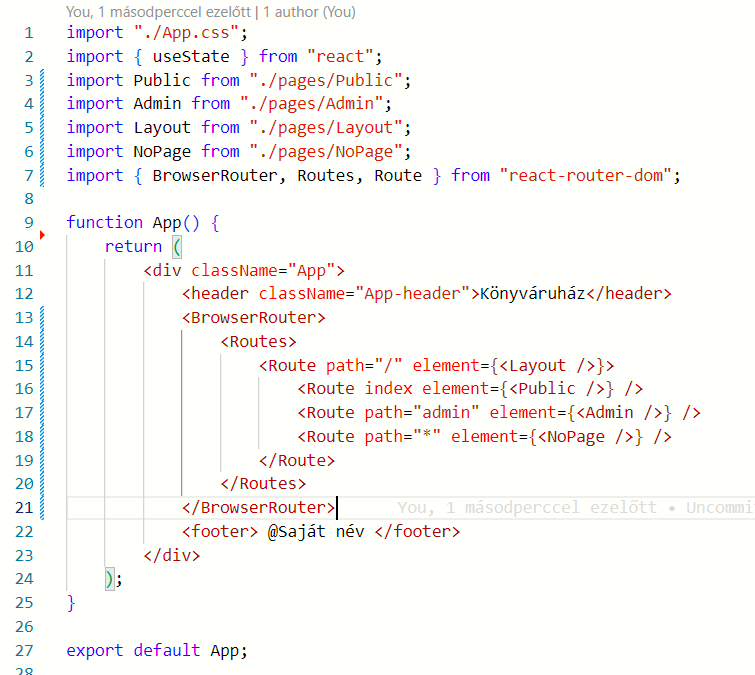 You, 1 másodperccel ezelőtt | 1 author (You)
1 import "./App.css";
2 import { useState } from "react";
3 import Public from "./pages/Public";
4 import Admin from "./pages/Admin";
5 import Layout from "./pages/Layout";
6 import NoPage from "./pages/NoPage";
7 import { BrowserRouter, Routes, Route } from "react-router-dom";
8
9 function App() {
10 return (
11 <div className="App">
12 <header className="App-header">Könyváruház</header>
13 <BrowserRouter>
14 <Routes>
15 <Route path="/" element={<Layout />}>
16 <Route index element={<Public />} />
17 <Route path="admin" element={<Admin />} />
18 <Route path="*" element={<NoPage />} />
19 </Route>
20 </Routes>
21 </BrowserRouter> You, 1 másodperccel ezelőtt • Uncommi
22 <footer> @Saját név </footer>
23 </div>
24 );
25 }
26
27 export default App;
28